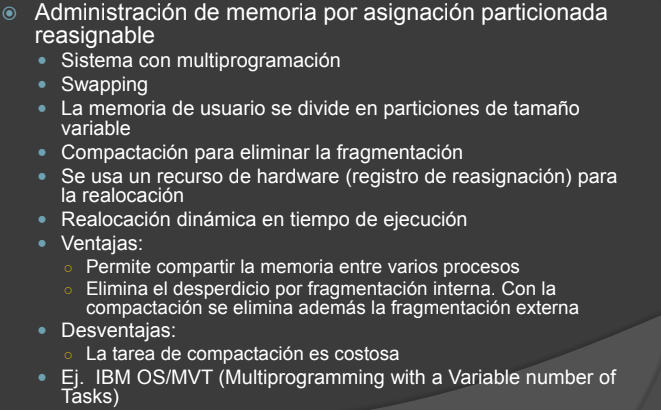 Administración de memoria por asignación particionada
reasignable
Sistema con multiprogramación
Swapping
La memoria de usuario se divide en particiones de tamaño
variable
Compactación para eliminar la fragmentación
Se usa un recurso de hardware (registro de reasignación) para
la realocación
Realocación dinámica en tiempo de ejecución
Ventajas:
Permite compartir la memoria entre varios procesos
Elimina el desperdicio por fragmentación interna. Con la
compactación se elimina además la fragmentación externa
Desventajas:
La tarea de compactación es costosa
Ej. IBM OS/MVT (Multiprogramming with a Variable number of
Tasks)